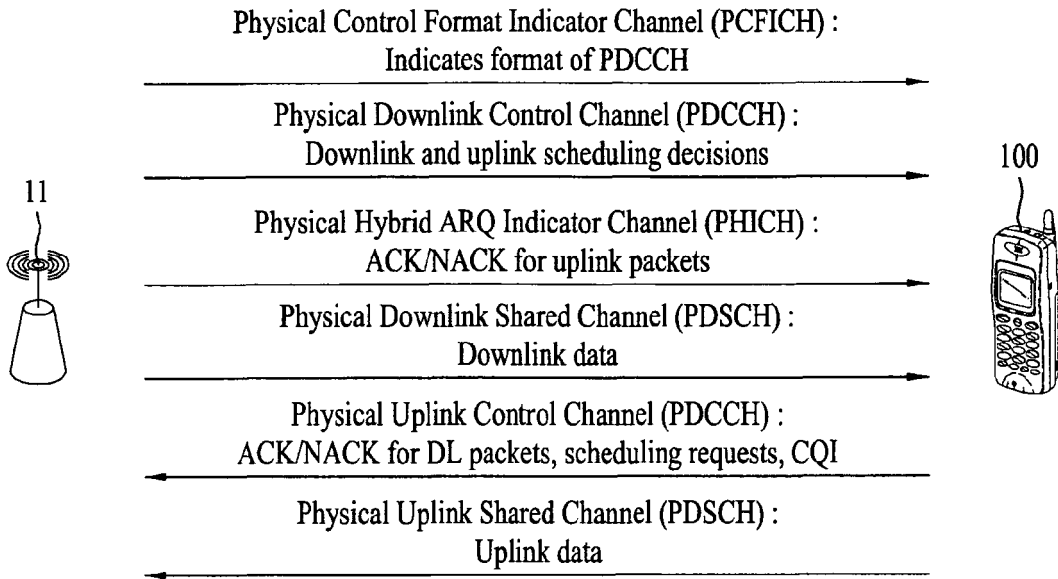 Physical Control Format Indicator Channel (PCFICH) :
Indicates format of PDCCH
Physical Downlink Control Channel (PDCCH) :
Downlink and uplink scheduling decisions
11
100
Physical Hybrid ARQ Indicator Channel (PHICH) :
ACK/NACK for uplink packets
Physical Downlink Shared Channel (PDSCH) :
Downlink data
Physical Uplink Control Channel (PDCCH) :
ACK/NACK for DL packets, scheduling requests, CQI
Physical Uplink Shared Channel (PDSCH) :
Uplink data